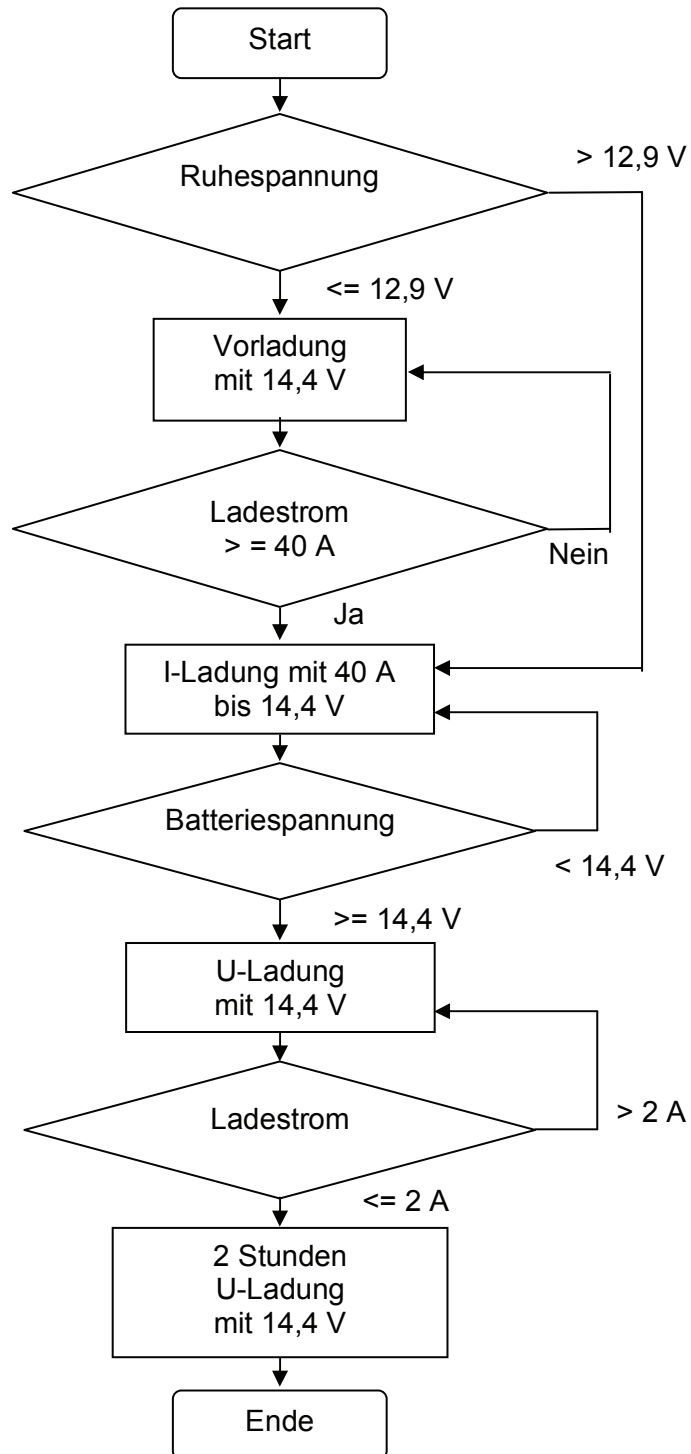 Start
Ruhespannung
> 12,9 V
<= 12,9 V
Vorladung
mit 14,4 V
Ladestrom
> = 40 A
Nein
Ja
I-Ladung mit 40 A
bis 14,4 V
Batteriespannung
< 14,4 V
>= 14,4 V
U-Ladung
mit 14,4 V
Ladestrom
> 2 A
<= 2 A
2 Stunden
U-Ladung
mit 14,4 V
Ende